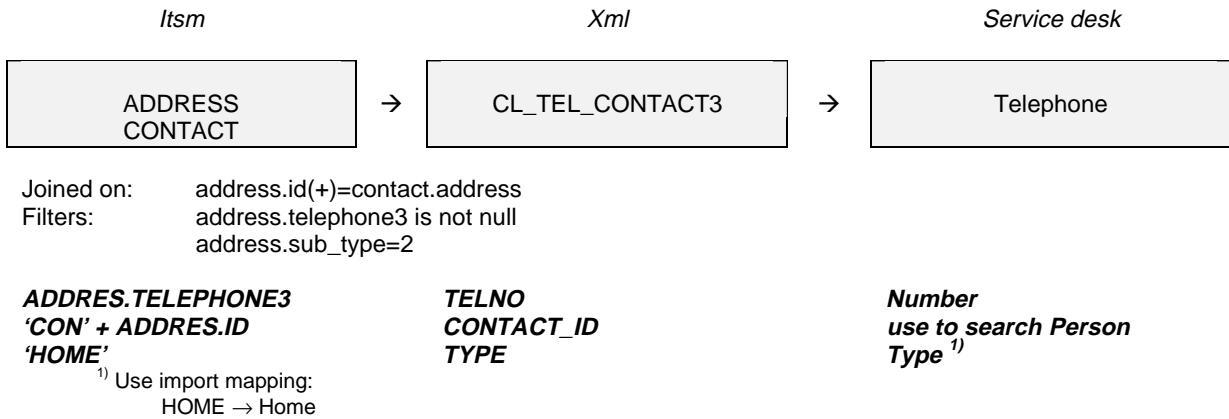 Itsm Xml Service desk
ADDRESS → CL_TEL_CONTACT3 → Telephone
CONTACT
Joined on: address.id(+)=contact.address
Filters: address.telephone3 is not null
address.sub_type=2
ADDRES.TELEPHONE3 TELNO Number
‘CON’ + ADDRES.ID CONTACT_ID use to search Person
‘HOME’ TYPE Type 1)
1) Use import mapping:
HOME → Home